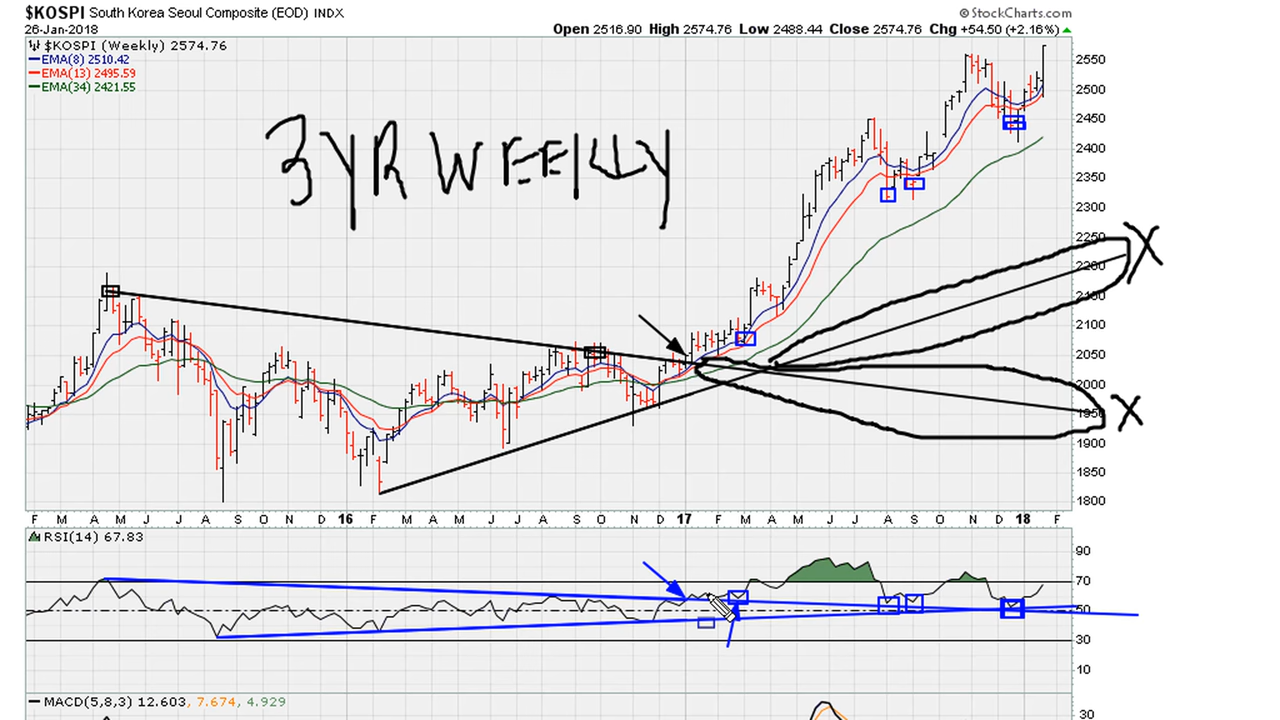 $KOSPI South Korea Seoul Composite (EOD) INDX
© StockCharts.com
26-Jan-2018
Open 2516.90 High 2574.76 Low 2488.44 Close 2574.76 Chg +54.50 (+2.16%)
$KOSPI (Weekly) 2574.76
EMA(8) 2510.42
EMA(13) 2495.59
EMA(34) 2421.55
3 YR WEEKLY
2550
2500
2450
2400
2350
2300
2250
X
2200
2150
2100
2050
2000
1950
X
1900
1850
1800
F M A M J J A S O N D 16 F M A M J J A S O N D 17 F M A M J J A S O N D 18 F
RSI(14) 67.83
90
70
50
30
10
MACD(5,8,3) 12.603, 7.674, 4.929
30